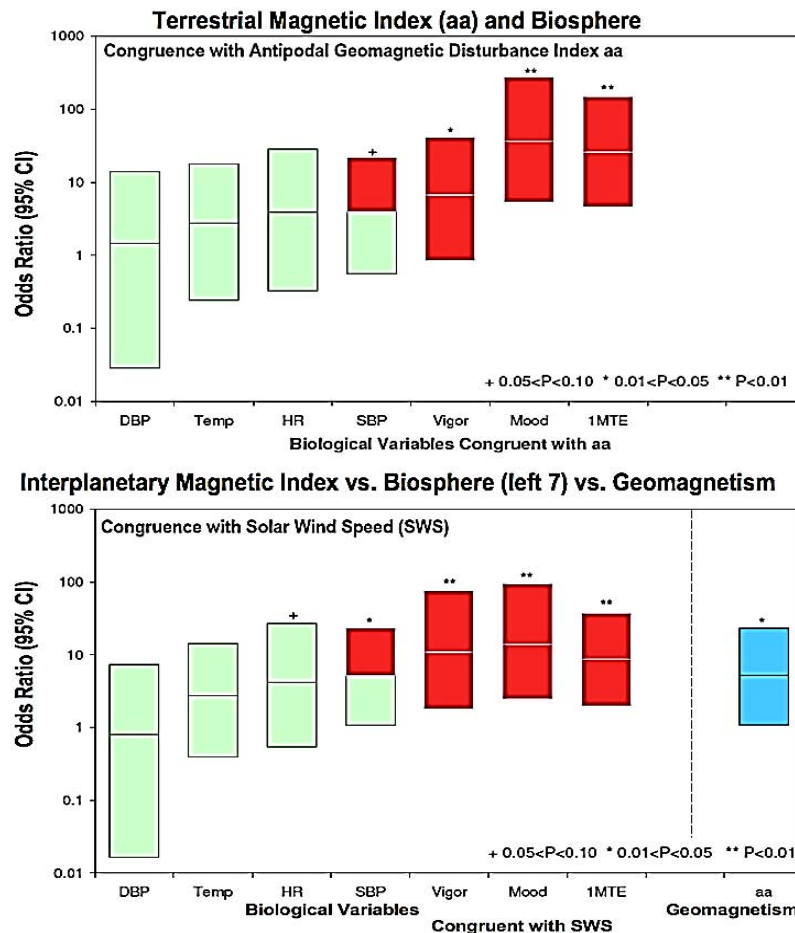 Terrestrial Magnetic Index (aa) and Biosphere
1000
Congruence with Antipodal Geomagnetic Disturbance Index aa
**
100
**
*
+
10
1
0.1
0.01
Odds Ratio (95% CI)
+ 0.05<P<0.10 * 0.01<P<0.05 ** P<0.01
DBP Temp HR SBP Vigor Mood 1MTE
Biological Variables Congruent with aa
Interplanetary Magnetic Index vs. Biosphere (left 7) vs. Geomagnetism
1000
Congruence with Solar Wind Speed (SWS)
100
** **
**
+ * *
10
1
0.1
0.01
Odds Ratio (95% CI)
+ 0.05<P<0.10 * 0.01<P<0.05 ** P<0.01
DBP Temp HR SBP Vigor Mood 1MTE aa
Biological Variables Geomagnetism
Congruent with SWS